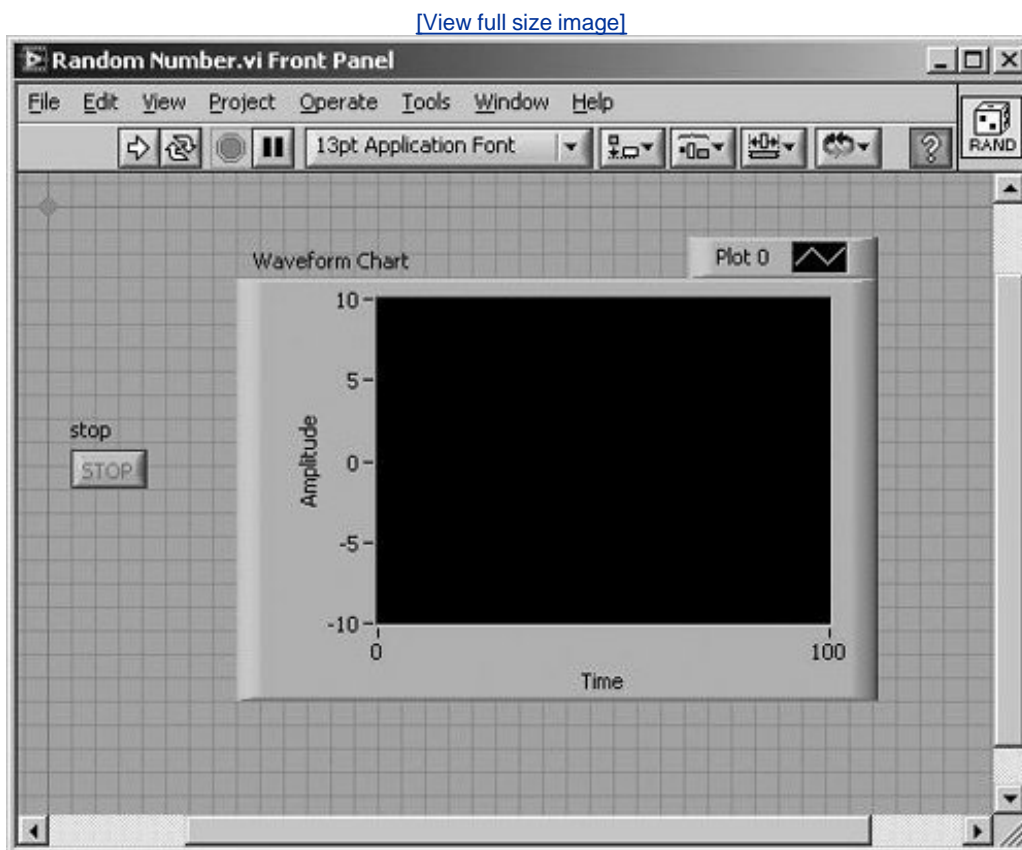 [View full size image]
Random Number.vi Front Panel
File Edit View Project Operate Tools Window Help
13pt Application Font
?
RAND
Waveform Chart
Plot 0
10
5
0
-5
-10
Amplitude
0
100
Time
stop
STOP